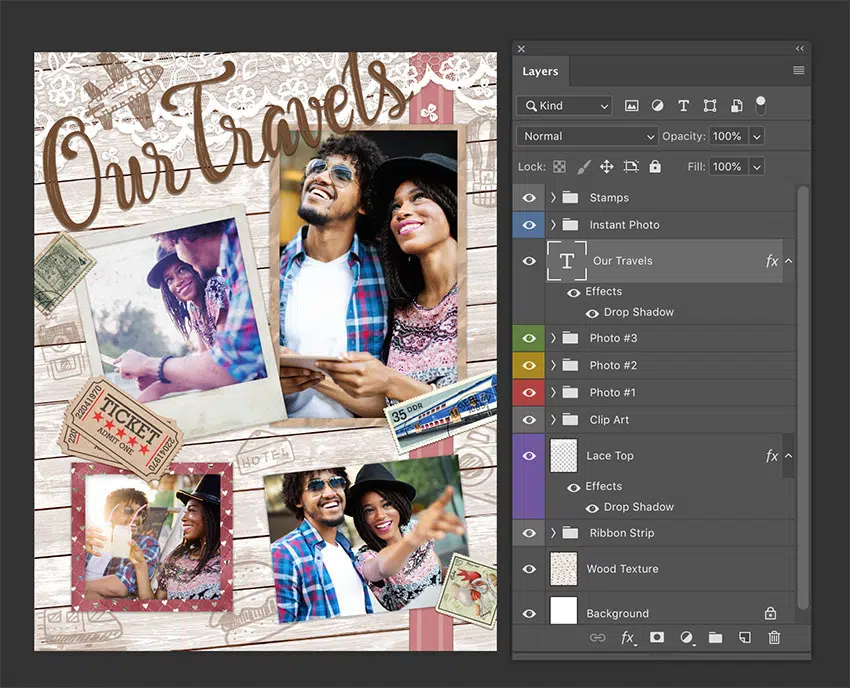 Our Travels
35 DDR
22041970
TICKET
ADMIT ONE
22041970
HOTEL
Layers
Kind
Normal
Opacity: 100%
Lock:
Fill: 100%
Stamps
Instant Photo
T
Our Travels
fx
Effects
Drop Shadow
Photo #3
Photo #2
Photo #1
Clip Art
Lace Top
fx
Effects
Drop Shadow
Ribbon Strip
Wood Texture
Background
fx